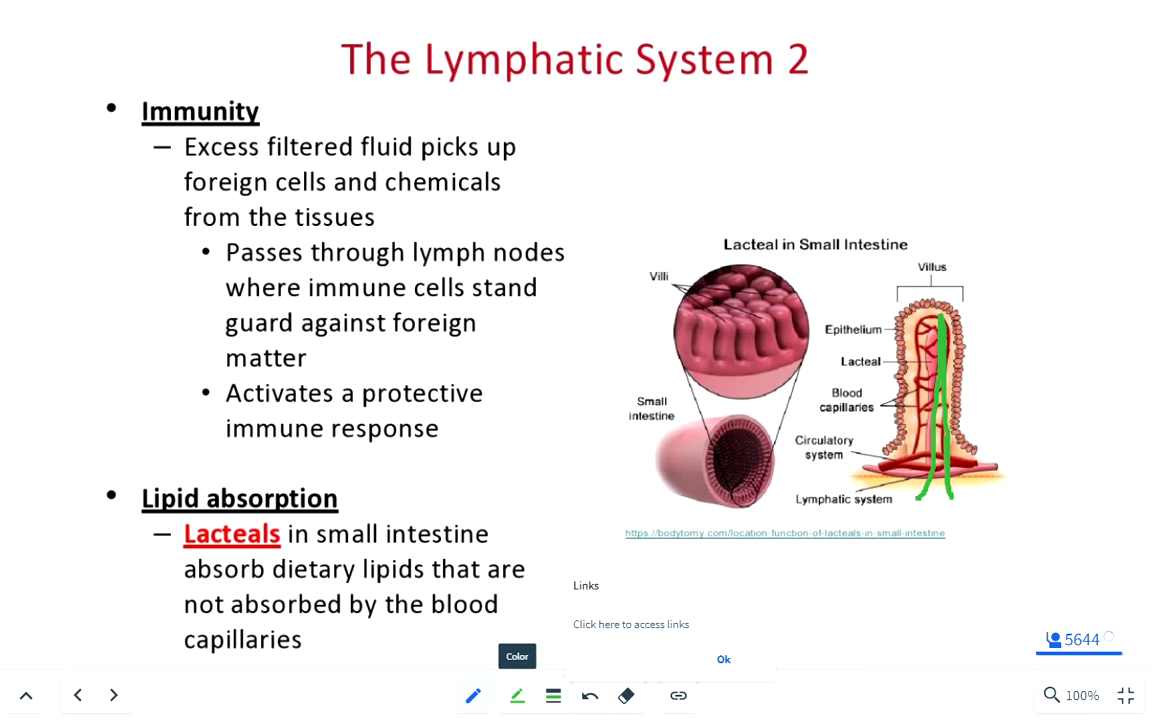 The Lymphatic System 2
• Immunity
– Excess filtered fluid picks up
foreign cells and chemicals
from the tissues
• Passes through lymph nodes
where immune cells stand
guard against foreign
matter
• Activates a protective
immune response
• Lipid absorption
– Lacteals in small intestine
absorb dietary lipids that are
not absorbed by the blood
capillaries
Lacteal in Small Intestine
Villi
Villus
Epithelium
Lacteal
Blood
capillaries
Small
intestine
Circulatory
system
Lymphatic system
https://bodytomy.com/location-function-of-lacteals-in-small-intestine
Links
Click here to access links
Ok
Color
5644
100%